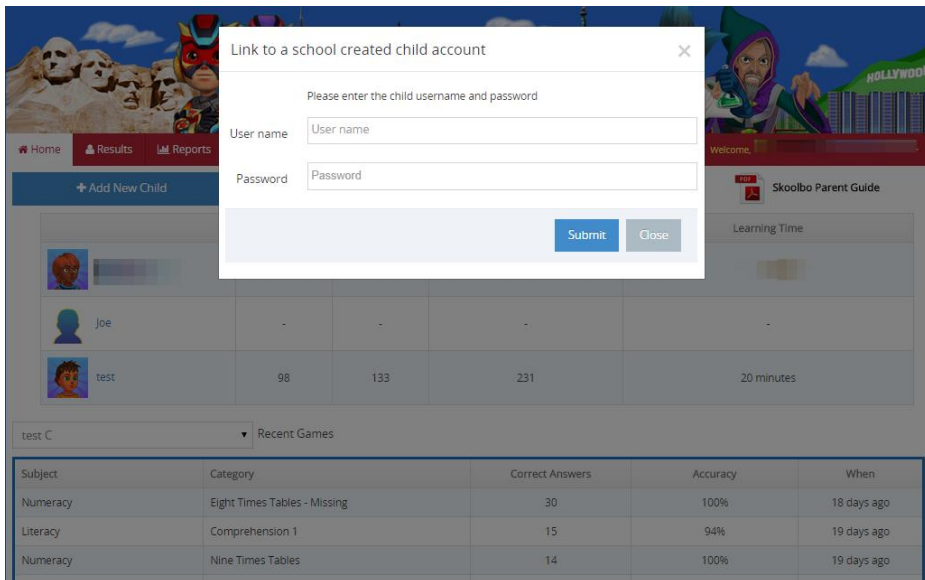 Link to a school created child account ×
Please enter the child username and password
User name User name
Password Password
Submit Close
HOLLYWOO
Home Results Reports Welcome,
+ Add New Child PDF Skoolbo Parent Guide
Learning Time
Joe - - - -
test 98 133 231 20 minutes
test C Recent Games
Subject Category Correct Answers Accuracy When
Numeracy Eight Times Tables - Missing 30 100% 18 days ago
Literacy Comprehension 1 15 94% 19 days ago
Numeracy Nine Times Tables 14 100% 19 days ago